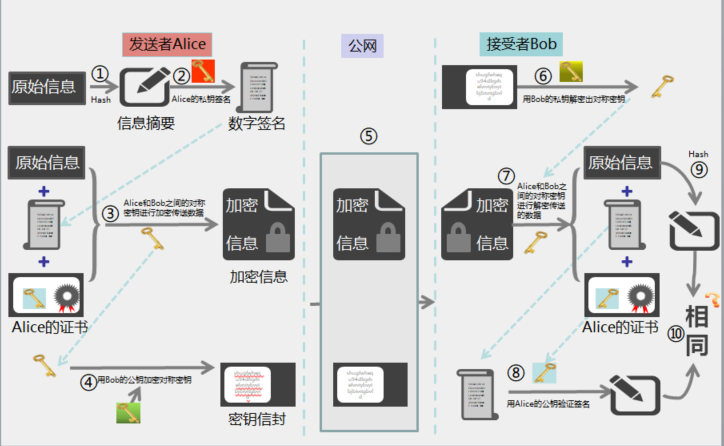 发送者Alice
公网
接受者Bob
原始信息
①
Hash
信息摘要
②
Alice的私钥签名
数字签名
原始信息
+
+
Alice的证书
③
Alice和Bob之间的对称
密钥进行加密传送数据
加密
信息
加密信息
④
用Bob的公钥加密对称密钥
密钥信封
⑤
加密
信息
⑥
用Bob的私钥解密出对称密钥
加密
信息
⑦
Alice和Bob之
间的对称密钥
进行解密传送
的数据
原始信息
+
+
Alice的证书
⑧
用Alice的公钥验证签名
Hash
⑨
⑩
相
同
?